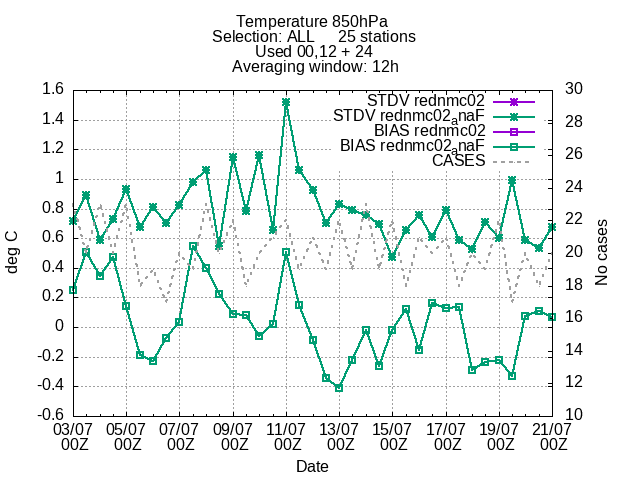 Temperature 850hPa
Selection: ALL 25 stations
Used 00,12 + 24
Averaging window: 12h
1.6
1.4
1.2
1
0.8
0.6
0.4
0.2
0
-0.2
-0.4
-0.6
deg C
30
28
26
24
22
20
18
16
14
12
10
No cases
STDV rednmc02
STDV rednmc02_anaF
BIAS rednmc02
BIAS rednmc02_anaF
CASES
03/07 05/07 07/07 09/07 11/07 13/07 15/07 17/07 19/07 21/07
00Z 00Z 00Z 00Z 00Z 00Z 00Z 00Z 00Z 00Z
Date